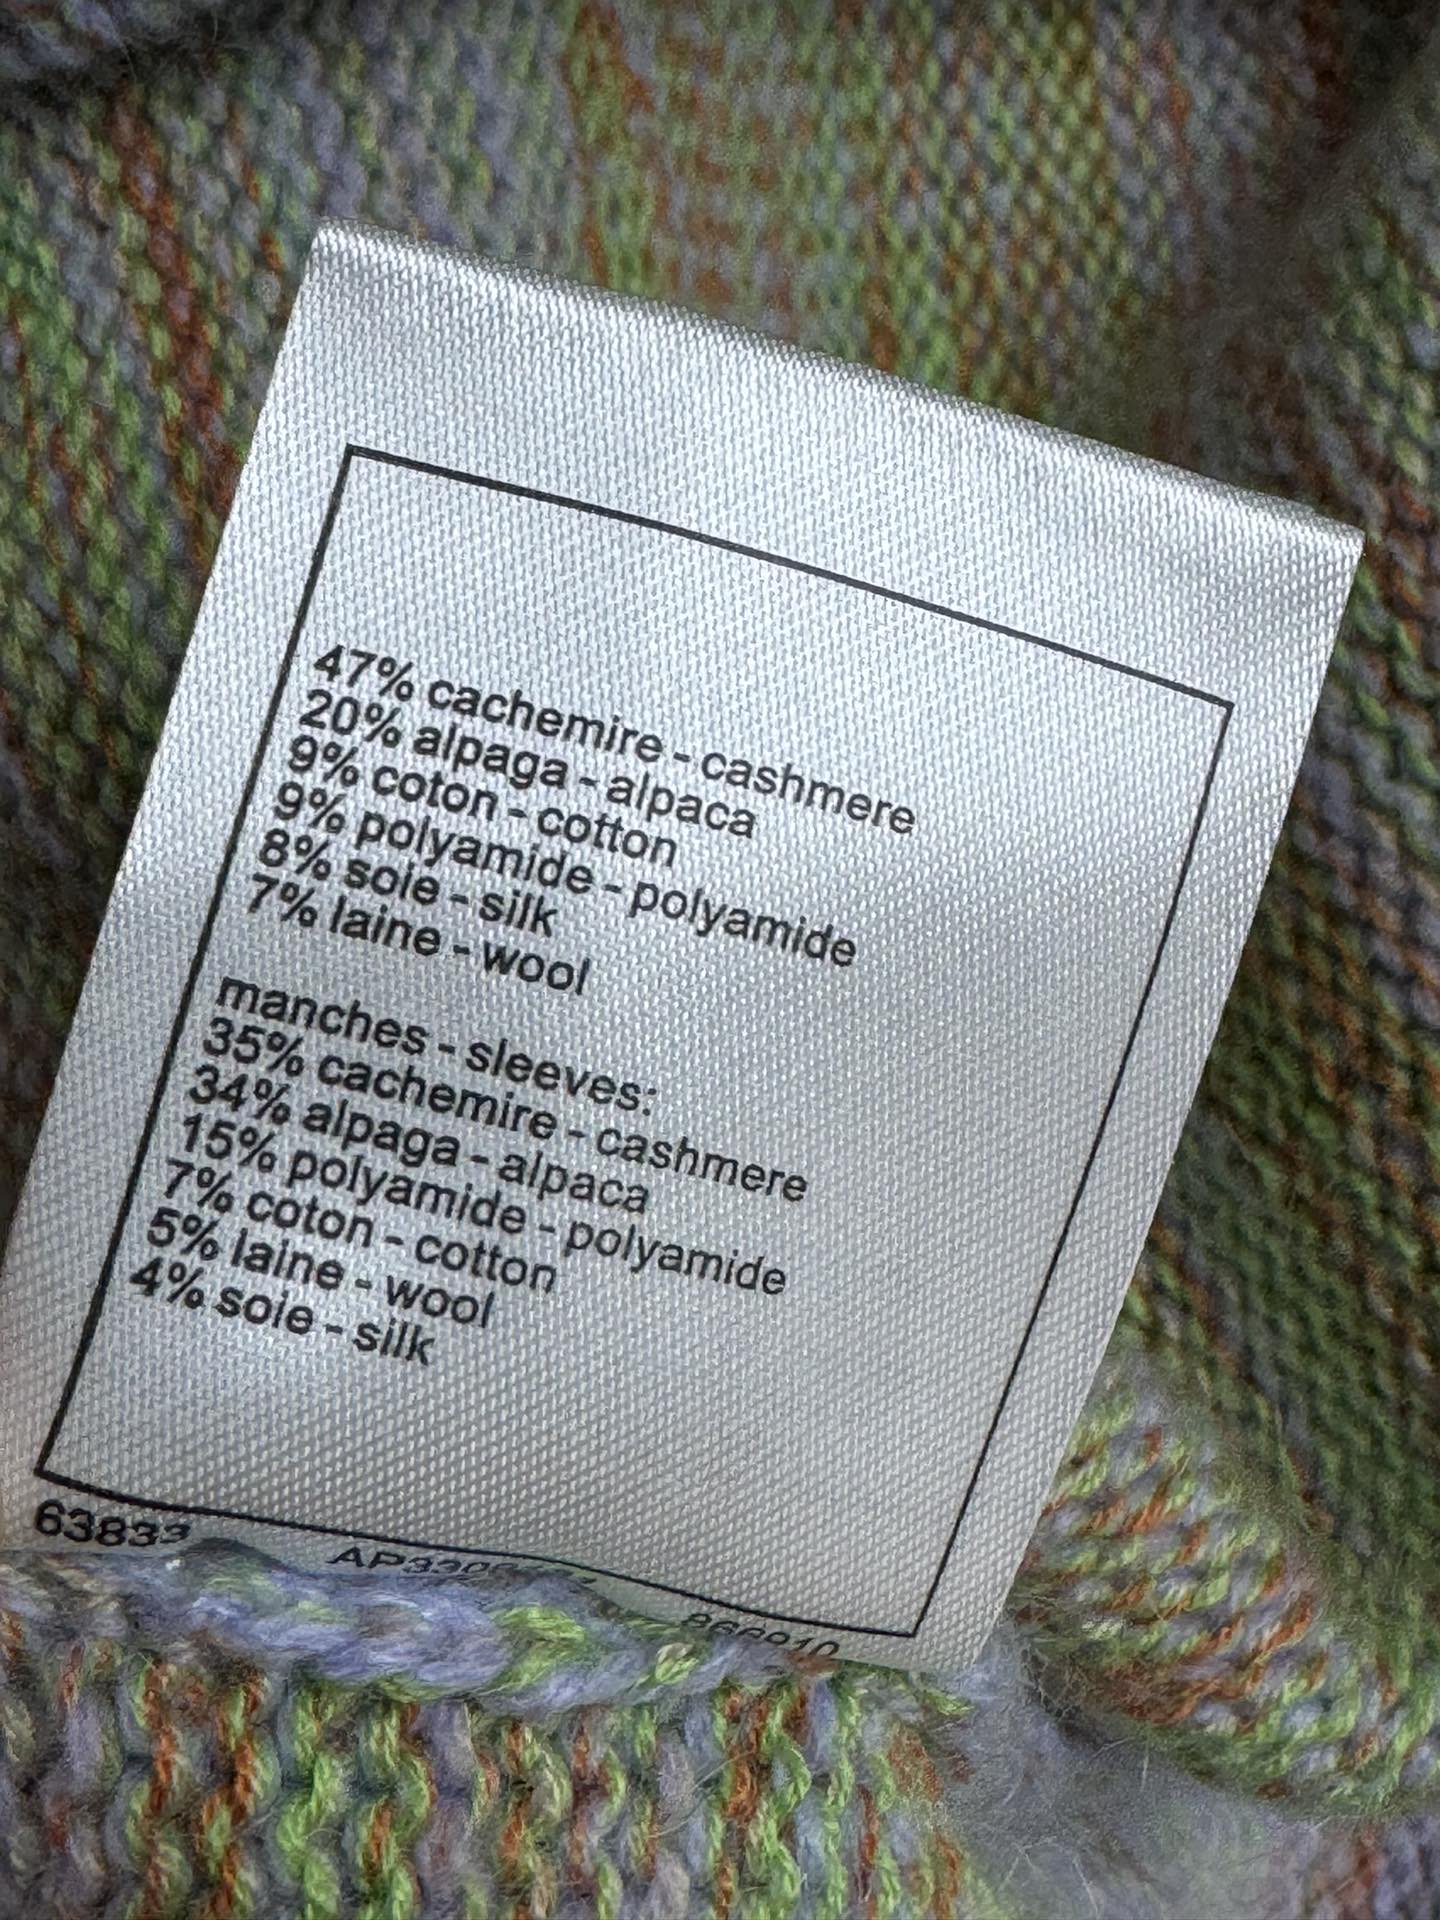 47% cachemire - cashmere
20% alpaga - alpaca
9% coton - cotton
9% polyamide - polyamide
8% soie - silk
7% laine - wool
manches - sleeves:
35% cachemire - cashmere
34% alpaga - alpaca
15% polyamide - polyamide
7% coton - cotton
5% laine - wool
4% soie - silk
63833